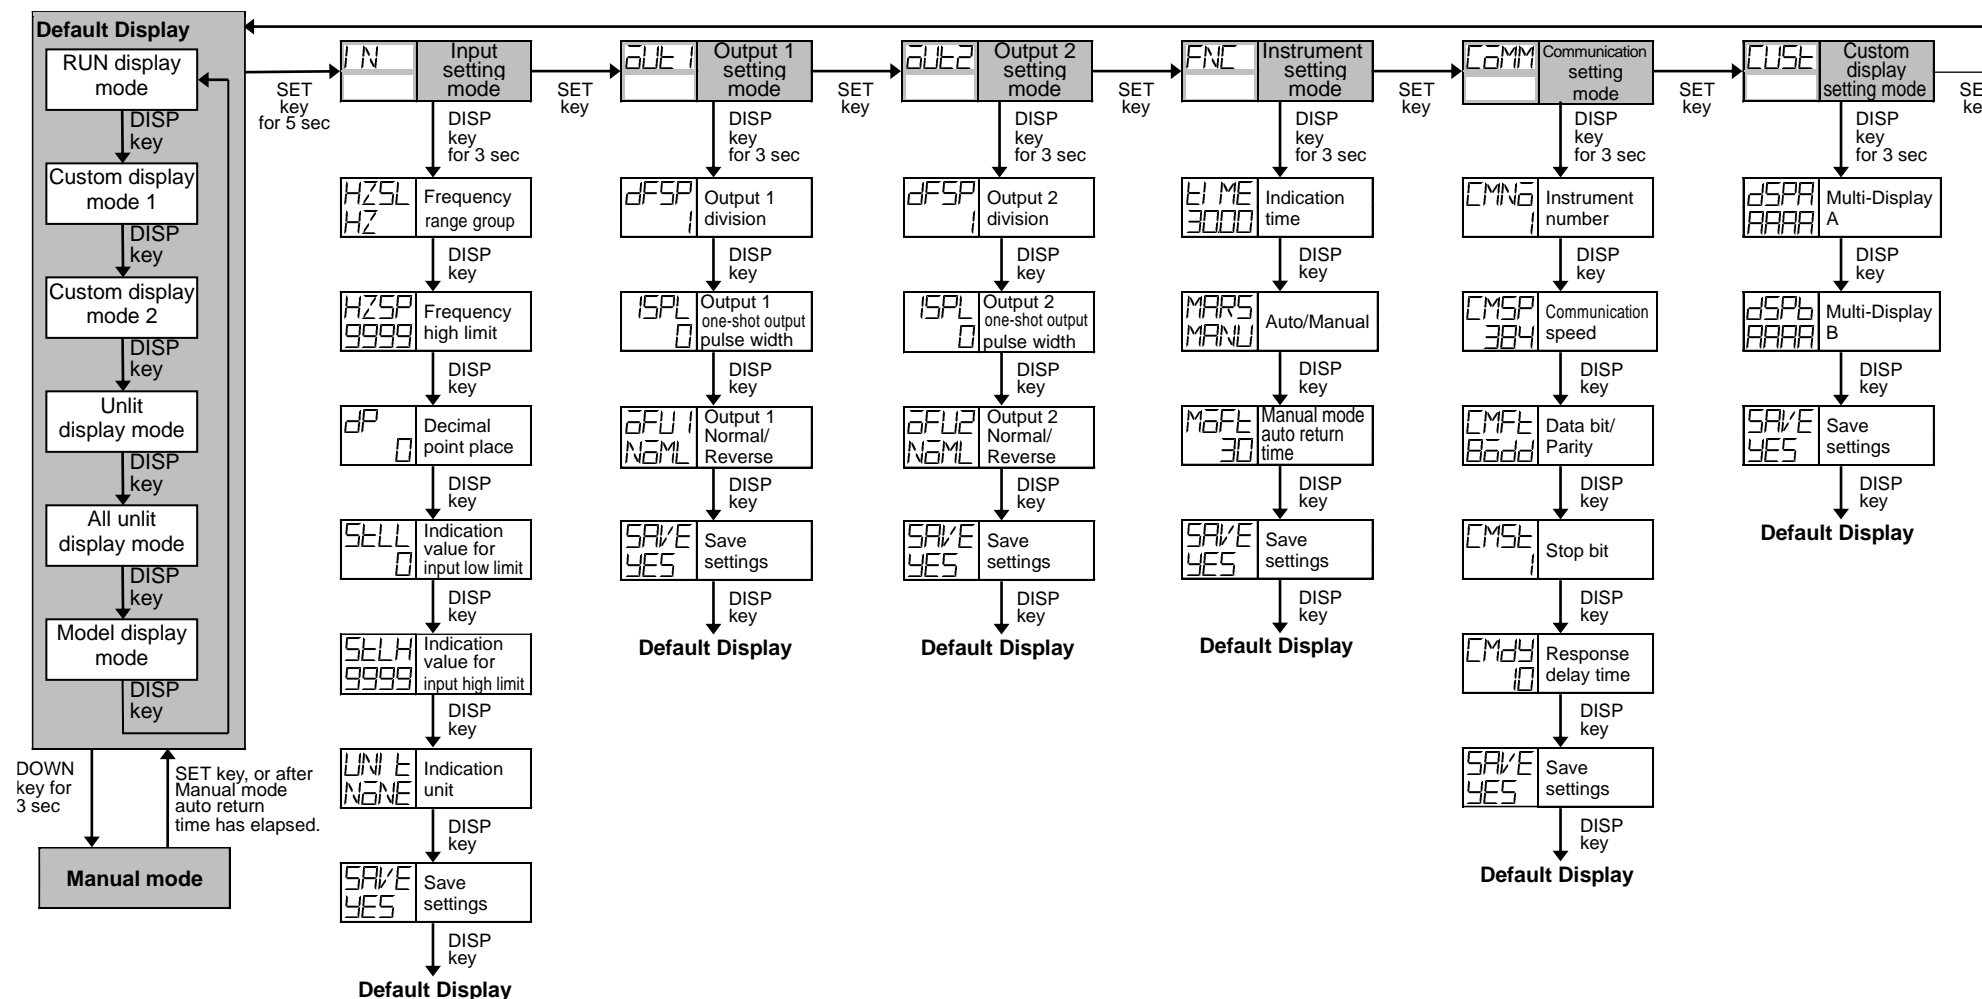 Default Display
RUN display
mode
DISP
key
Custom display
mode 1
DISP
key
Custom display
mode 2
DISP
key
Unlit
display mode
DISP
key
All unlit
display mode
DISP
key
Model display
mode
DISP
key
DOWN
key for
3 sec
SET key, or after
Manual mode
auto return
time has elapsed.
Manual mode
SET
key
for 5 sec
IN
Input
setting
mode
DISP
key
for 3 sec
HZSL
HZ
Frequency
range group
DISP
key
HZSP
9999
Frequency
high limit
DISP
key
dP
0
Decimal
point place
DISP
key
StLL
0
Indication
value for
input low limit
DISP
key
StLH
9999
Indication
value for
input high limit
DISP
key
UNIt
NoNE
Indication
unit
DISP
key
SAVE
YES
Save
settings
DISP
key
Default Display
SET
key
oUt1
Output 1
setting
mode
DISP
key
for 3 sec
dFSP
1
Output 1
division
DISP
key
1SPL
0
Output 1
one-shot output
pulse width
DISP
key
oFU1
NoML
Output 1
Normal/
Reverse
DISP
key
SAVE
YES
Save
settings
DISP
key
Default Display
SET
key
oUt2
Output 2
setting
mode
DISP
key
for 3 sec
dFSP
1
Output 2
division
DISP
key
1SPL
0
Output 2
one-shot output
pulse width
DISP
key
oFU2
NoML
Output 2
Normal/
Reverse
DISP
key
SAVE
YES
Save
settings
DISP
key
Default Display
SET
key
FNC
Instrument
setting
mode
DISP
key
for 3 sec
tIME
30.00
Indication
time
DISP
key
MARS
MANU
Auto/Manual
DISP
key
MoFt
30
Manual mode
auto return
time
DISP
key
SAVE
YES
Save
settings
DISP
key
Default Display
SET
key
CoMM
Communication
setting
mode
DISP
key
for 3 sec
CMNo
1
Instrument
number
DISP
key
CMSP
384
Communication
speed
DISP
key
CMFt
8odd
Data bit/
Parity
DISP
key
CMSt
1
Stop bit
DISP
key
CMdY
10
Response
delay time
DISP
key
SAVE
YES
Save
settings
DISP
key
Default Display
SET
key
CUSt
Custom
display
setting mode
DISP
key
for 3 sec
dSPA
AAAA
Multi-Display
A
DISP
key
dSPb
AAAA
Multi-Display
B
DISP
key
SAVE
YES
Save
settings
DISP
key
Default Display